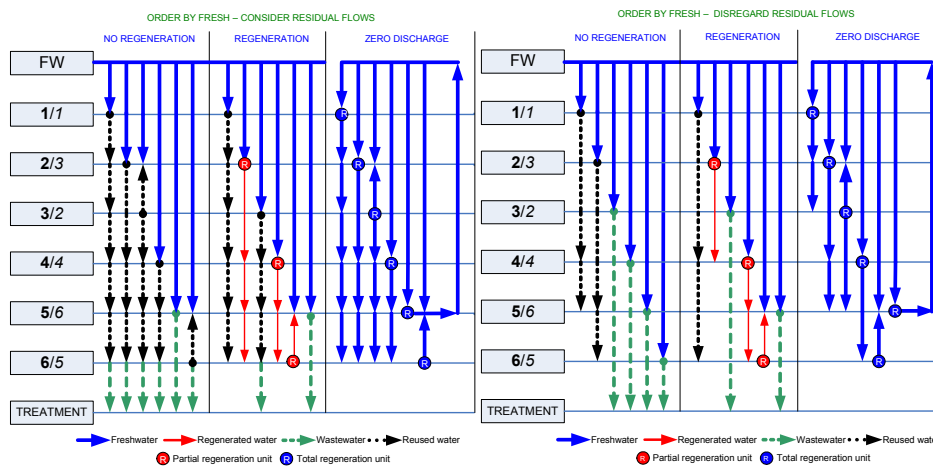 ORDER BY FRESH – CONSIDER RESIDUAL FLOWS
NO REGENERATION REGENERATION ZERO DISCHARGE
FW
1/1
R
2/3
R R
3/2
R
4/4
R R
5/6
R
6/5
R R
TREATMENT
Freshwater Regenerated water Wastewater Reused water
R Partial regeneration unit R Total regeneration unit
ORDER BY FRESH – DISREGARD RESIDUAL FLOWS
NO REGENERATION REGENERATION ZERO DISCHARGE
FW
1/1
R
2/3
R R
3/2
R
4/4
R R
5/6
R
6/5
R R
TREATMENT
Freshwater Regenerated water Wastewater Reused wate
R Partial regeneration unit R Total regeneration unit